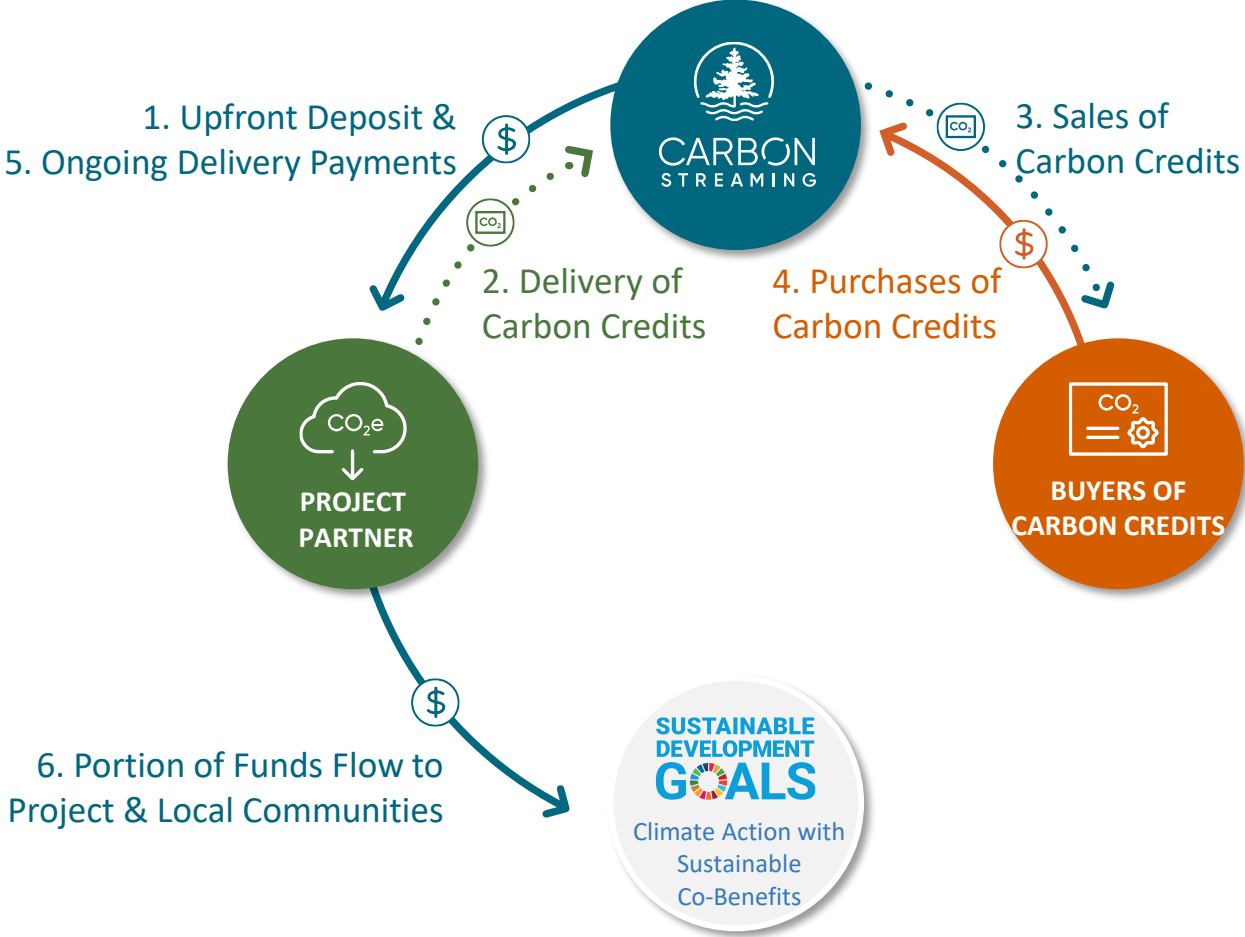 CARBON
STREAMING
1. Upfront Deposit &
5. Ongoing Delivery Payments
$
CO₂
2. Delivery of
Carbon Credits
CO₂
3. Sales of
Carbon Credits
$
4. Purchases of
Carbon Credits
CO₂e
PROJECT
PARTNER
CO₂
BUYERS OF
CARBON CREDITS
$
6. Portion of Funds Flow to
Project & Local Communities
SUSTAINABLE
DEVELOPMENT
GOALS
Climate Action with
Sustainable
Co-Benefits